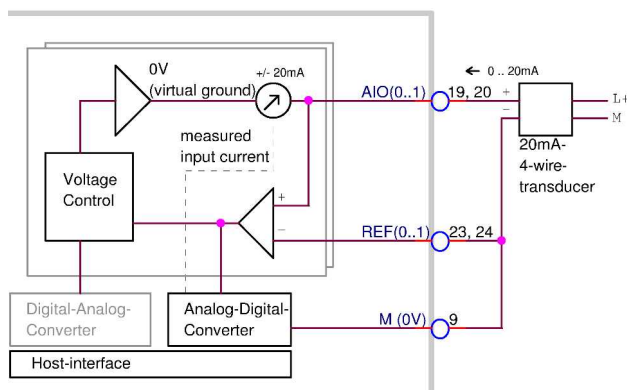 0V
(virtual ground)
+/- 20mA
AIO(0..1)
19, 20
0 .. 20mA
+
−
L+
M
20mA-
4-wire-
transducer
measured
input current
Voltage
Control
+
−
REF(0..1)
23, 24
Digital-Analog-
Converter
Analog-Digital-
Converter
M (0V)
9
Host-interface